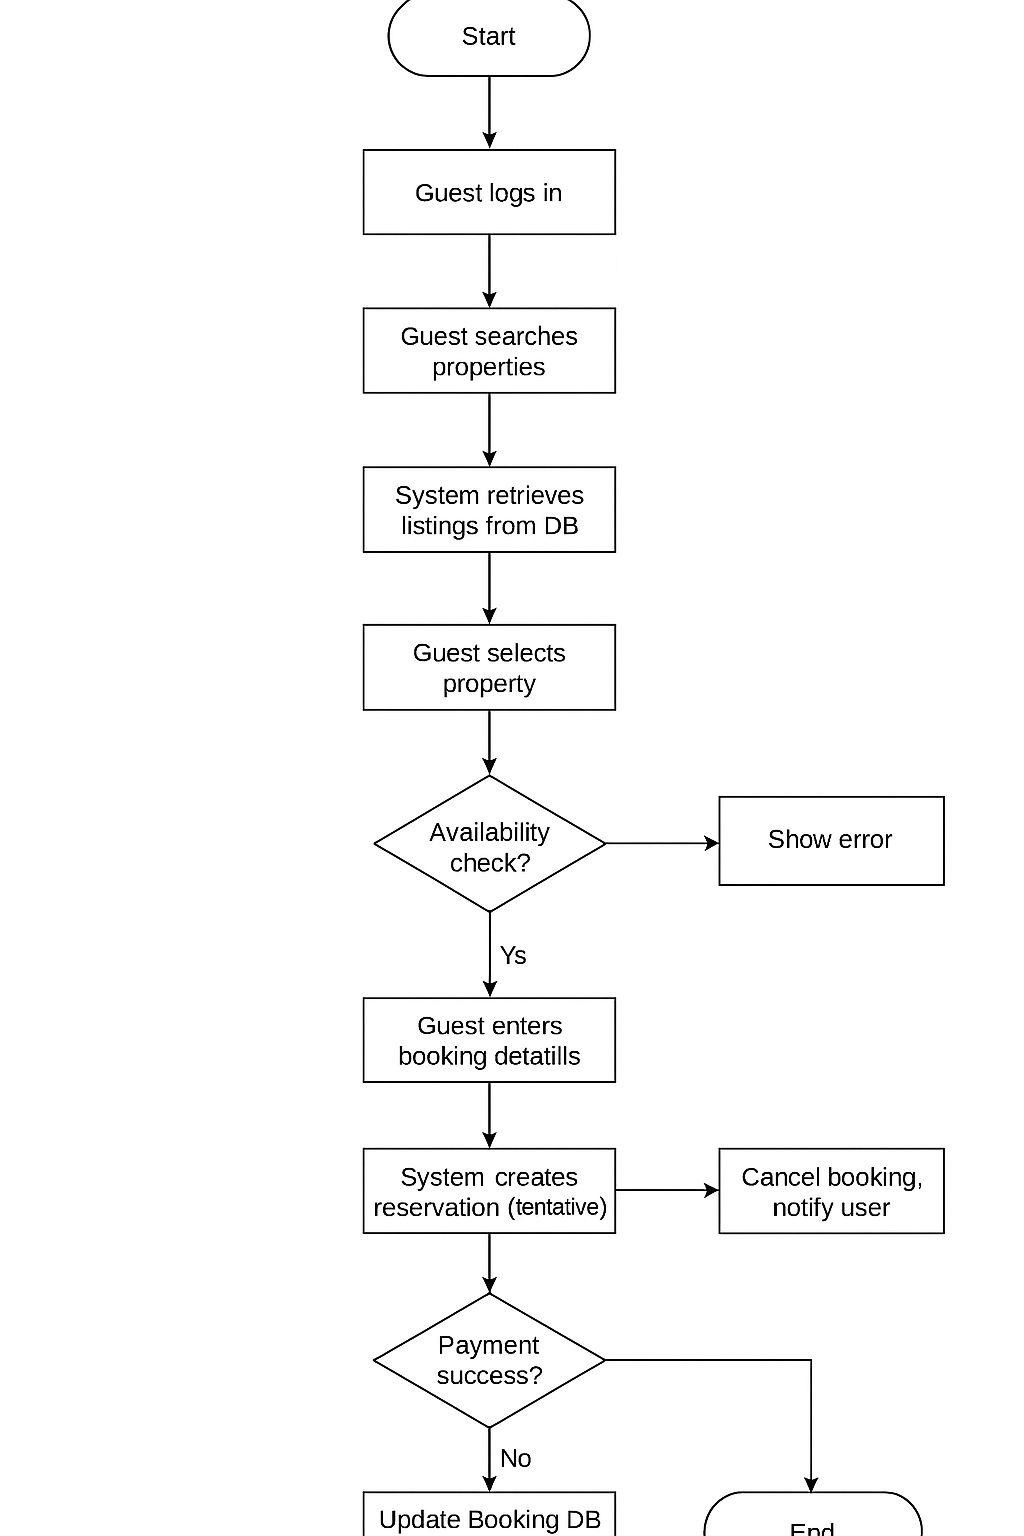 Start
Guest logs in
Guest searches
properties
System retrieves
listings from DB
Guest selects
property
Availability
check?
Show error
Ys
Guest enters
booking detatills
System creates
reservation (tentative)
Cancel booking,
notify user
Payment
success?
No
Update Booking DB
End